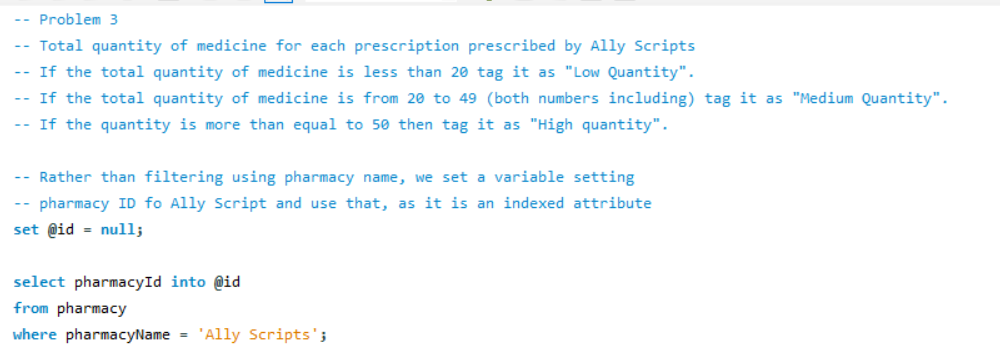 -- Problem 3
-- Total quantity of medicine for each prescription prescribed by Ally Scripts
-- If the total quantity of medicine is less than 20 tag it as "Low Quantity".
-- If the total quantity of medicine is from 20 to 49 (both numbers including) tag it as "Medium Quantity".
-- If the quantity is more than equal to 50 then tag it as "High quantity".
-- Rather than filtering using pharmacy name, we set a variable setting
-- pharmacy ID fo Ally Script and use that, as it is an indexed attribute
set @id = null;
select pharmacyId into @id
from pharmacy
where pharmacyName = 'Ally Scripts';